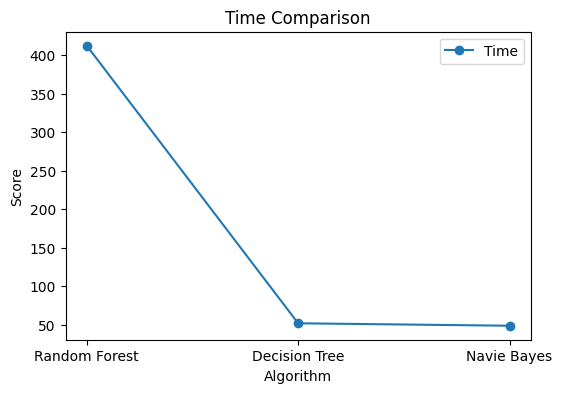 Time Comparison
Time
400
350
300
250
200
150
100
50
Score
Random Forest
Decision Tree
Navie Bayes
Algorithm